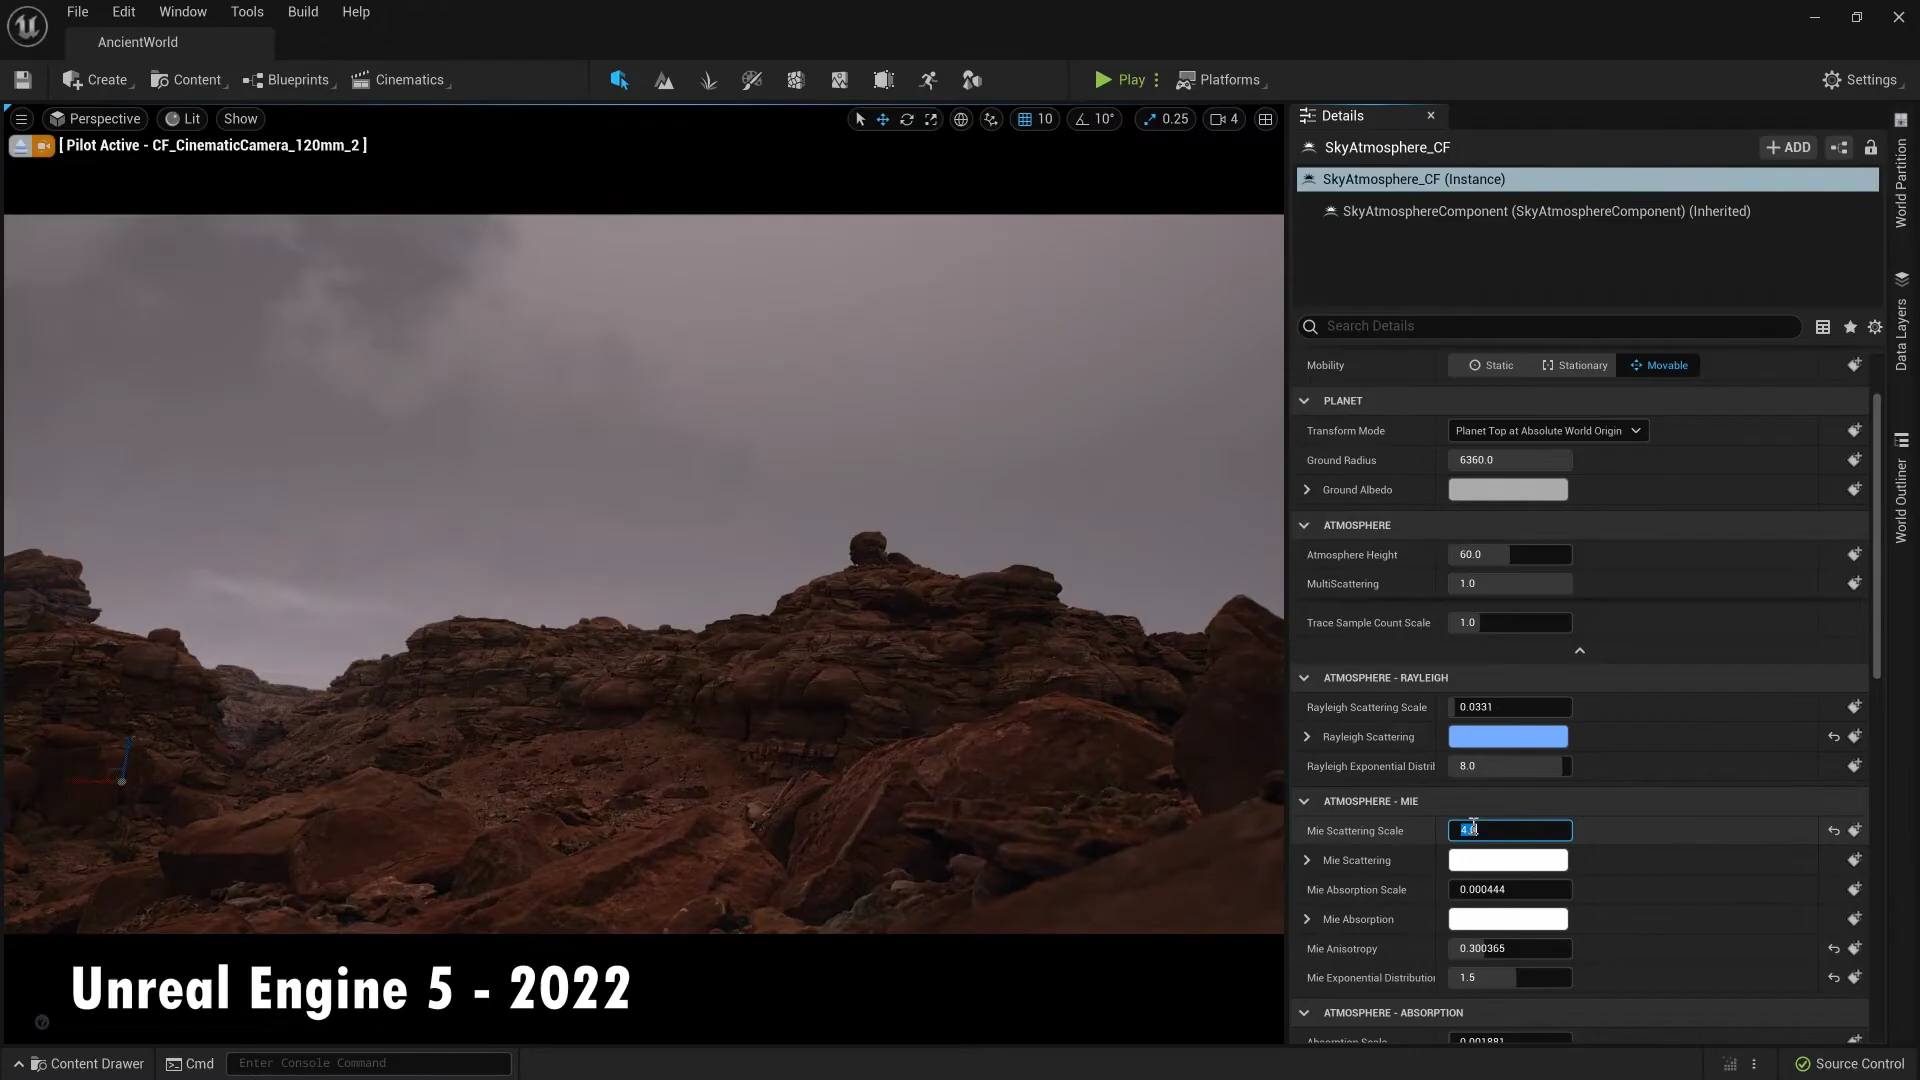 File Edit Window Tools Build Help
AncientWorld
Create Content Blueprints Cinematics Play Platforms Settings
Perspective Lit Show 10 10° 0.25 4
[ Pilot Active - CF_CinematicCamera_120mm_2 ]
Unreal Engine 5 - 2022
Details
SkyAtmosphere_CF
ADD
SkyAtmosphere_CF (Instance)
SkyAtmosphereComponent (SkyAtmosphereComponent) (Inherited)
Search Details
Mobility Static Stationary Movable
PLANET
Transform Mode Planet Top at Absolute World Origin
Ground Radius 6360.0
Ground Albedo
ATMOSPHERE
Atmosphere Height 60.0
MultiScattering 1.0
Trace Sample Count Scale 1.0
ATMOSPHERE - RAYLEIGH
Rayleigh Scattering Scale 0.0331
Rayleigh Scattering
Rayleigh Exponential Distrib 8.0
ATMOSPHERE - MIE
Mie Scattering Scale
Mie Scattering
Mie Absorption Scale 0.000444
Mie Absorption
Mie Anisotropy 0.300365
Mie Exponential Distribution 1.5
ATMOSPHERE - ABSORPTION
World Partition
Data Layers
World Outliner
Content Drawer Cmd Enter Console Command Source Control